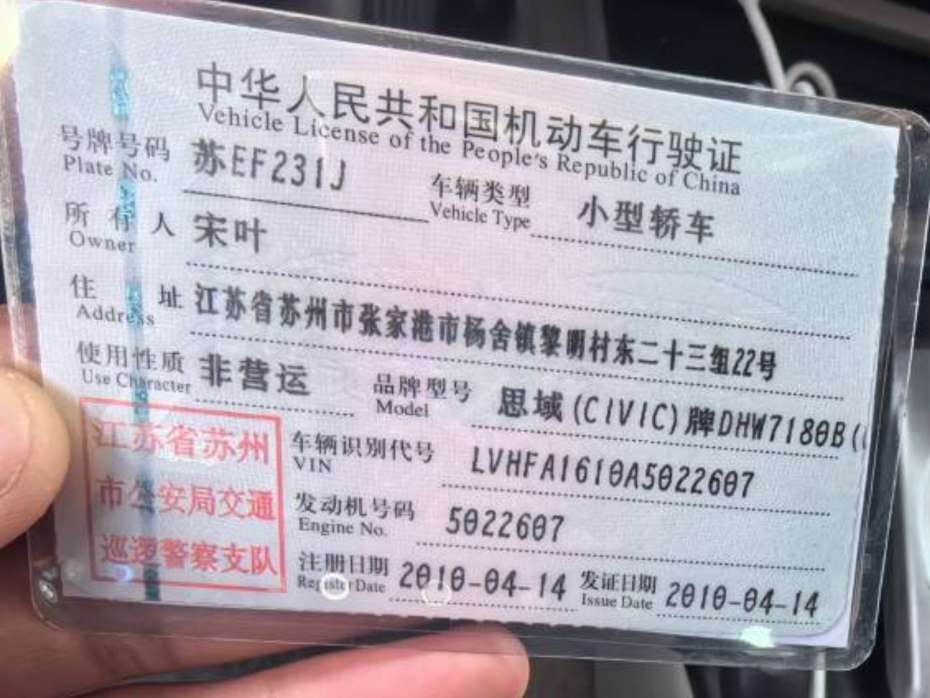 中华人民共和国机动车行驶证
Vehicle License of the People's Republic of China
号牌号码 苏EF231J 车辆类型 小型轿车
Plate No. Vehicle Type
所有人 宋叶
Owner
住址 江苏省苏州市张家港市杨舍镇黎明村东二十三组22号
Address
使用性质 非营运 品牌型号 思域(CIVIC)牌DHW7180B(
Use Character Model
江苏省苏州
市公安局交通
巡逻警察支队
车辆识别代号 LVHFA1610A5022607
VIN
发动机号码 5022607
Engine No.
注册日期 2010-04-14 发证日期 2010-04-14
Register Date Issue Date